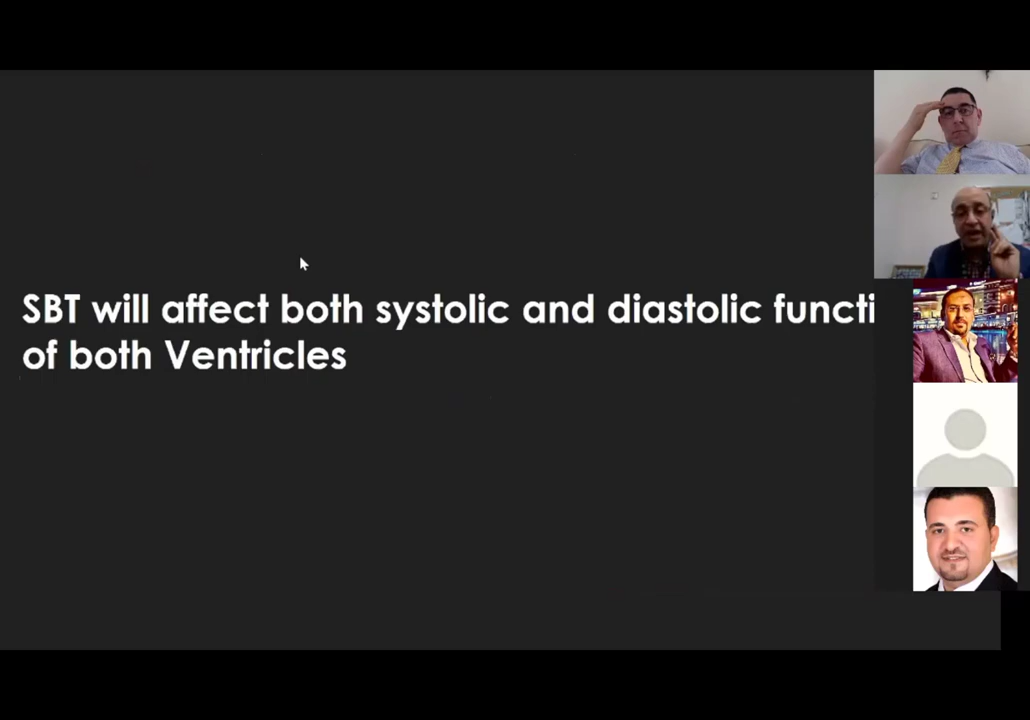 SBT will affect both systolic and diastolic functi
of both Ventricles